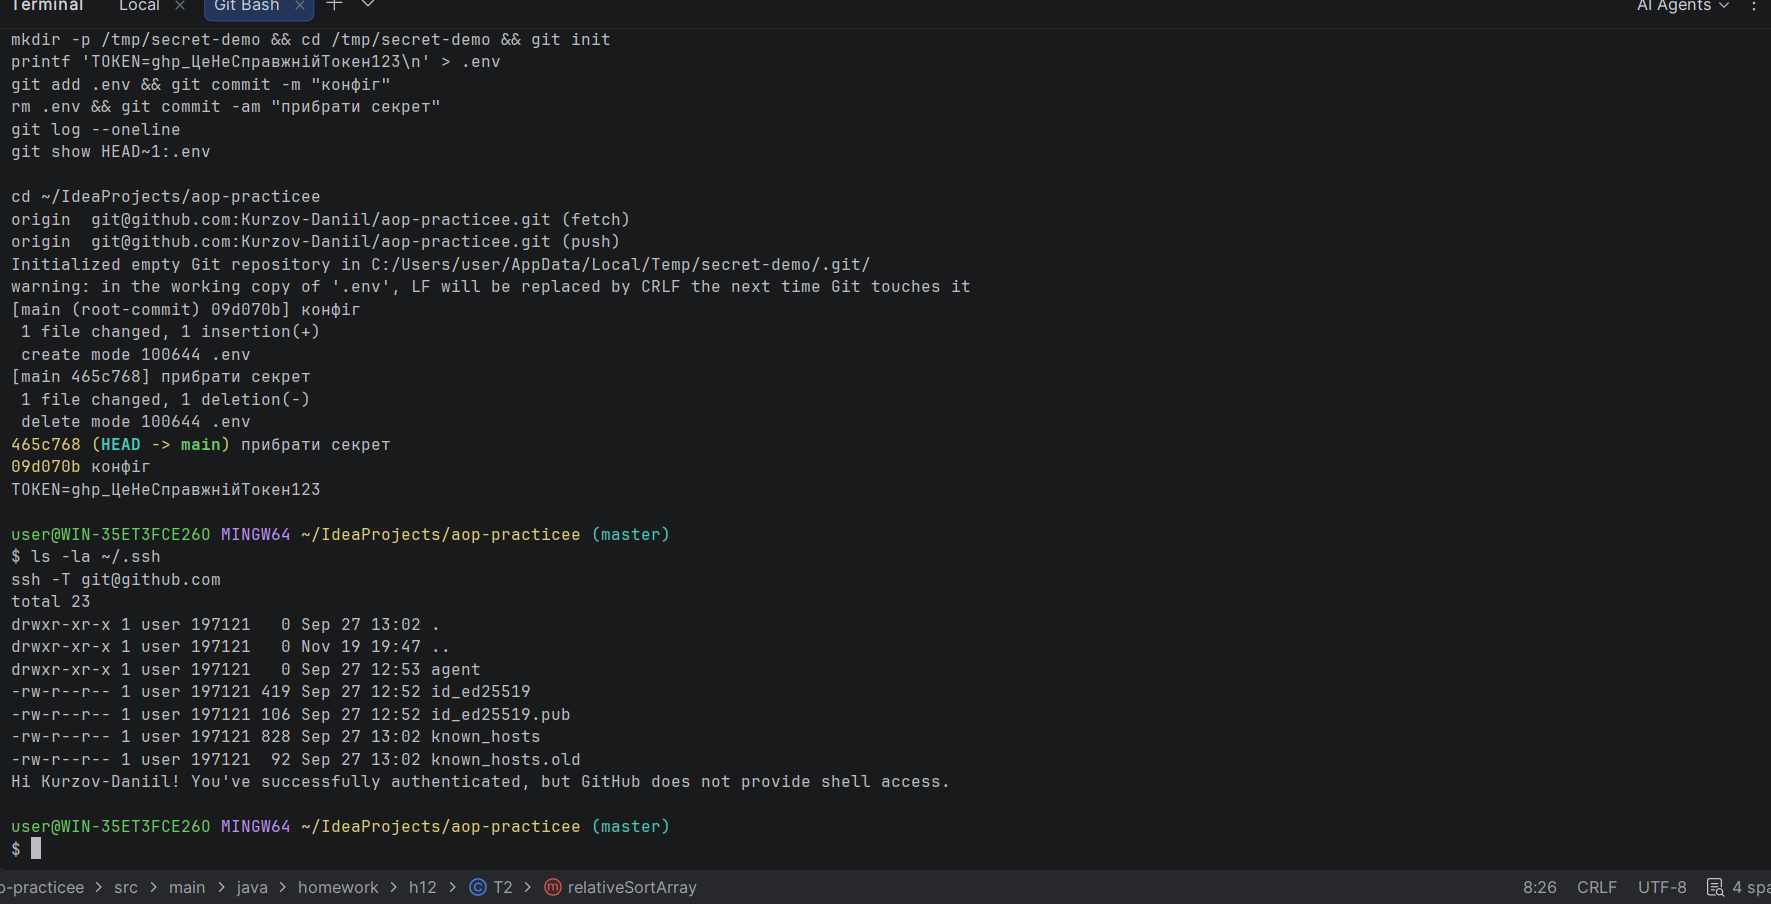 Terminal Local Git Bash AI Agents
mkdir -p /tmp/secret-demo && cd /tmp/secret-demo && git init
printf 'TOKEN=ghp_ЦеНеСправжнійТокен123\n' > .env
git add .env && git commit -m "конфіг"
rm .env && git commit -am "прибрати секрет"
git log --oneline
git show HEAD~1:.env
cd ~/IdeaProjects/aop-practicee
origin  git@github.com:Kurzov-Daniil/aop-practicee.git (fetch)
origin  git@github.com:Kurzov-Daniil/aop-practicee.git (push)
Initialized empty Git repository in C:/Users/user/AppData/Local/Temp/secret-demo/.git/
warning: in the working copy of '.env', LF will be replaced by CRLF the next time Git touches it
[main (root-commit) 09d070b] конфіг
 1 file changed, 1 insertion(+)
 create mode 100644 .env
[main 465c768] прибрати секрет
 1 file changed, 1 deletion(-)
 delete mode 100644 .env
465c768 (HEAD -> main) прибрати секрет
09d070b конфіг
TOKEN=ghp_ЦеНеСправжнійТокен123
user@WIN-35ET3FCE26O MINGW64 ~/IdeaProjects/aop-practicee (master)
$ ls -la ~/.ssh
ssh -T git@github.com
total 23
drwxr-xr-x 1 user 197121   0 Sep 27 13:02 .
drwxr-xr-x 1 user 197121   0 Nov 19 19:47 ..
drwxr-xr-x 1 user 197121   0 Sep 27 12:53 agent
-rw-r--r-- 1 user 197121 419 Sep 27 12:52 id_ed25519
-rw-r--r-- 1 user 197121 106 Sep 27 12:52 id_ed25519.pub
-rw-r--r-- 1 user 197121 828 Sep 27 13:02 known_hosts
-rw-r--r-- 1 user 197121  92 Sep 27 13:02 known_hosts.old
Hi Kurzov-Daniil! You've successfully authenticated, but GitHub does not provide shell access.
user@WIN-35ET3FCE26O MINGW64 ~/IdeaProjects/aop-practicee (master)
$
p-practicee > src > main > java > homework > h12 > T2 > relativeSortArray 8:26 CRLF UTF-8 4 spa